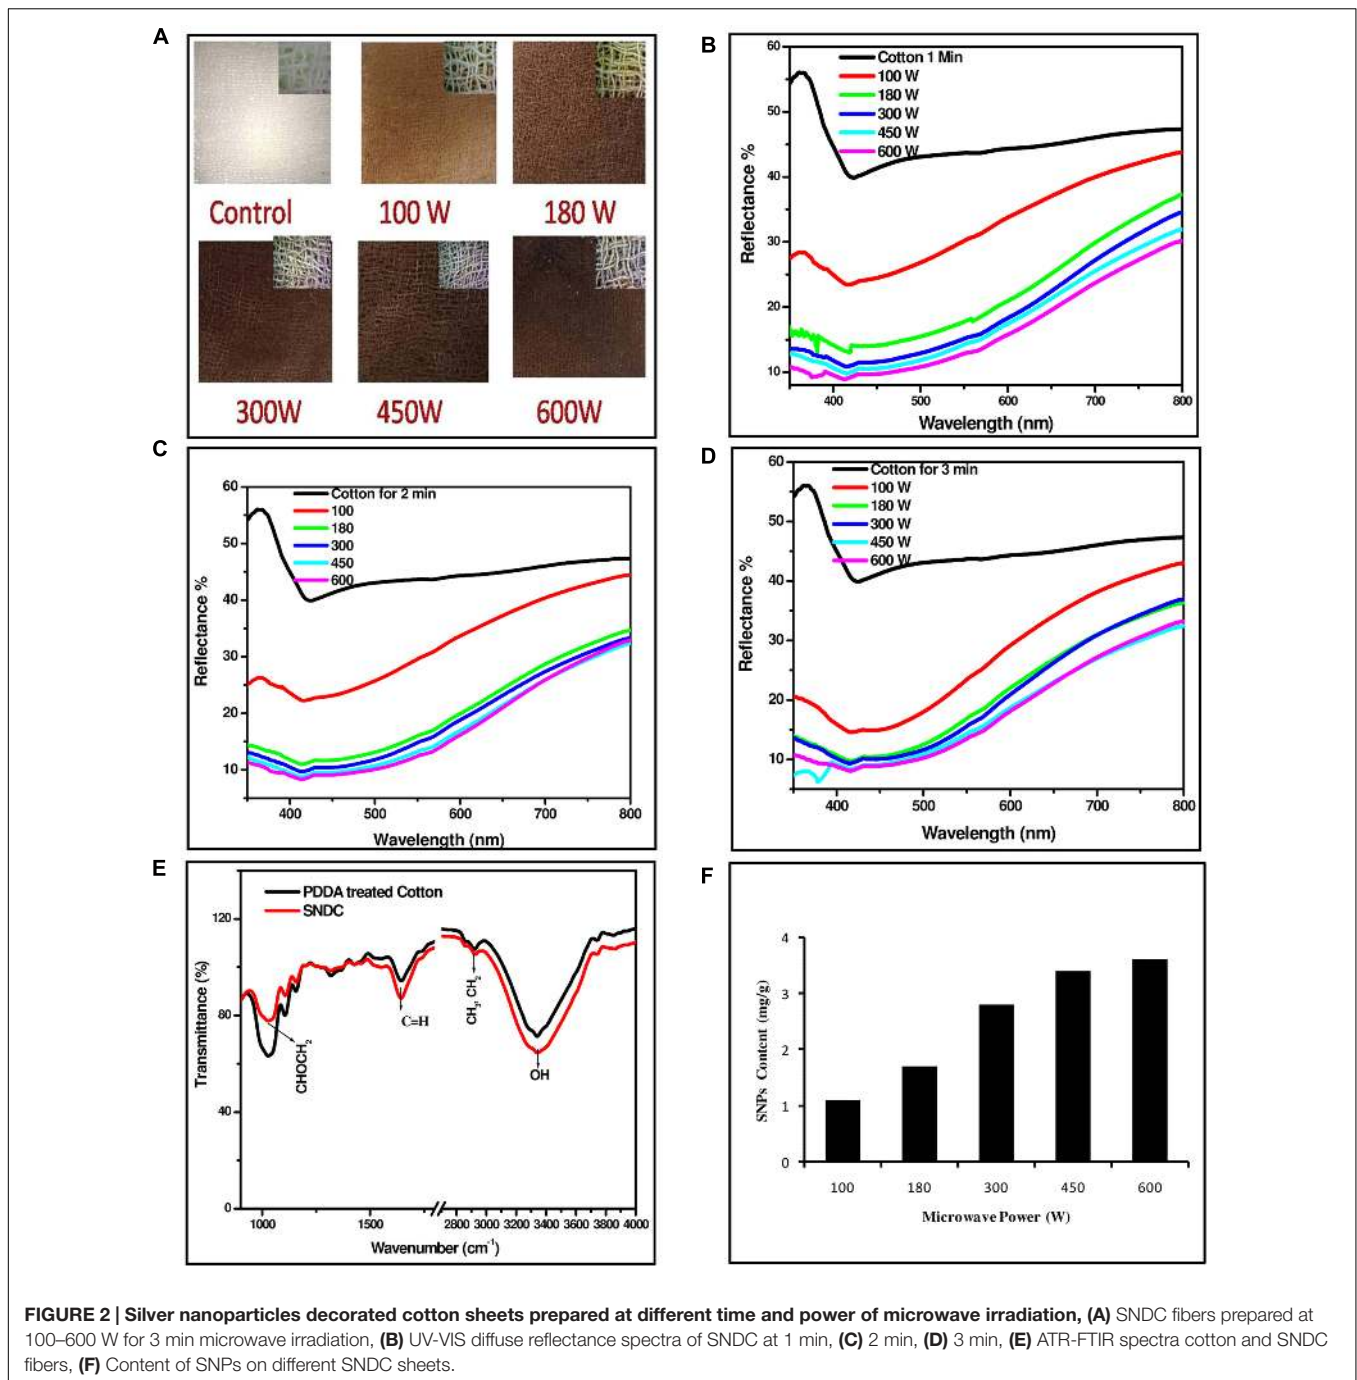 A
Control
100 W
180 W
300W
450W
600W
B
60
50
40
30
20
10
Reflectance %
Cotton 1 Min
100 W
180 W
300 W
450 W
600 W
400
500
600
700
800
Wavelength (nm)
C
60
50
40
30
20
10
Reflectance %
Cotton for 2 min
100
180
300
450
600
400
500
600
700
800
Wavelength (nm)
D
60
50
40
30
20
10
Reflectance %
Cotton for 3 min
100 W
180 W
300 W
450 W
600 W
400
500
600
700
800
Wavelength (nm)
E
120
80
40
0
Transmittance (%)
PDDA treated Cotton
SNDC
CHOCH₂
C=H
CH₃, CH₂
OH
1000
1500
2800
3000
3200
3400
3600
3800
4000
Wavenumber (cm⁻¹)
F
4
3
2
1
0
SNPs Content (mg/g)
100
180
300
450
600
Microwave Power (W)
FIGURE 2 | Silver nanoparticles decorated cotton sheets prepared at different time and power of microwave irradiation, (A) SNDC fibers prepared at
100–600 W for 3 min microwave irradiation, (B) UV-VIS diffuse reflectance spectra of SNDC at 1 min, (C) 2 min, (D) 3 min, (E) ATR-FTIR spectra cotton and SNDC
fibers, (F) Content of SNPs on different SNDC sheets.